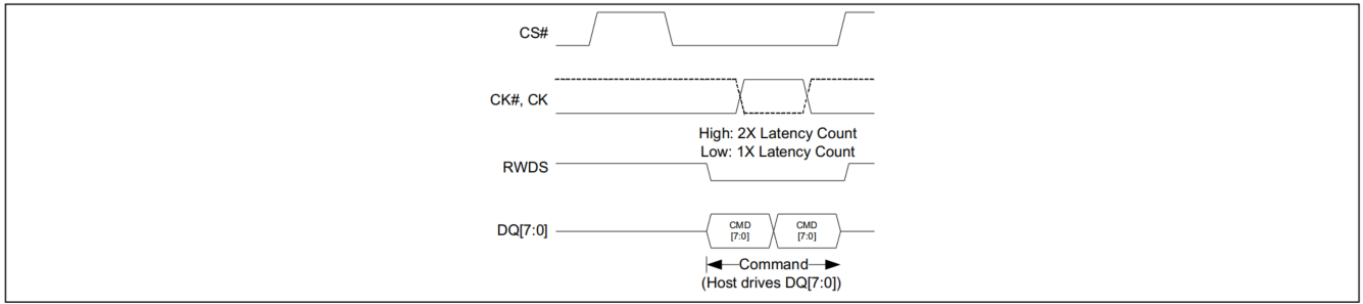 CS#
CK#, CK
High: 2X Latency Count
Low: 1X Latency Count
RWDS
DQ[7:0]
CMD
[7:0]
CMD
[7:0]
Command
(Host drives DQ[7:0])